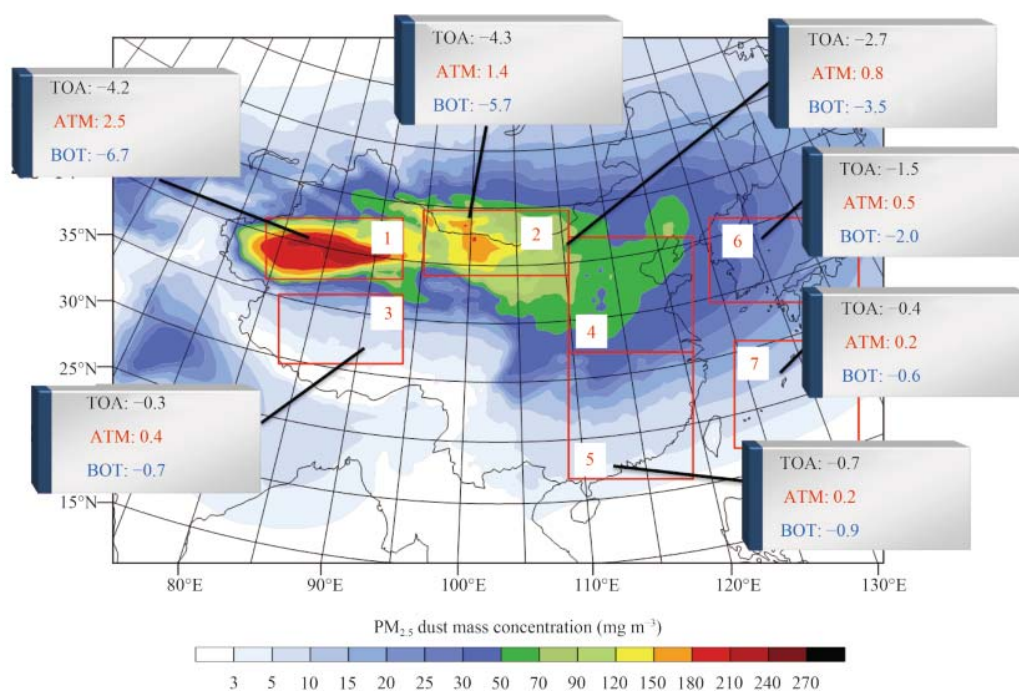 TOA: −4.3
ATM: 1.4
BOT: −5.7
TOA: −2.7
ATM: 0.8
BOT: −3.5
TOA: −4.2
ATM: 2.5
BOT: −6.7
TOA: −1.5
ATM: 0.5
BOT: −2.0
35°N
30°N
25°N
15°N
1
2
3
4
5
6
7
TOA: −0.4
ATM: 0.2
BOT: −0.6
TOA: −0.3
ATM: 0.4
BOT: −0.7
TOA: −0.7
ATM: 0.2
BOT: −0.9
80°E 90°E 100°E 110°E 120°E 130°E
PM2.5 dust mass concentration (mg m−3)
3 5 10 15 20 25 30 50 70 90 120 150 180 210 240 270